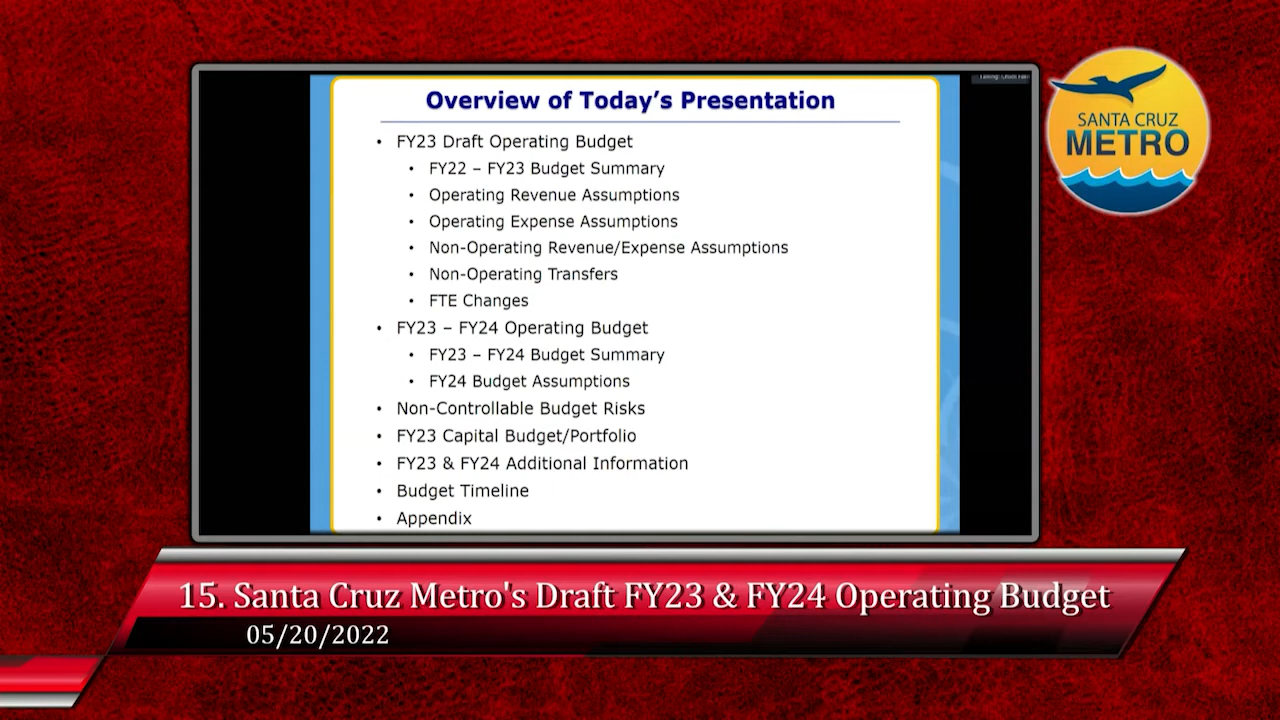 Overview of Today's Presentation
• FY23 Draft Operating Budget
• FY22 – FY23 Budget Summary
• Operating Revenue Assumptions
• Operating Expense Assumptions
• Non-Operating Revenue/Expense Assumptions
• Non-Operating Transfers
• FTE Changes
• FY23 – FY24 Operating Budget
• FY23 – FY24 Budget Summary
• FY24 Budget Assumptions
• Non-Controllable Budget Risks
• FY23 Capital Budget/Portfolio
• FY23 & FY24 Additional Information
• Budget Timeline
• Appendix
SANTA CRUZ
METRO
15. Santa Cruz Metro's Draft FY23 & FY24 Operating Budget
05/20/2022